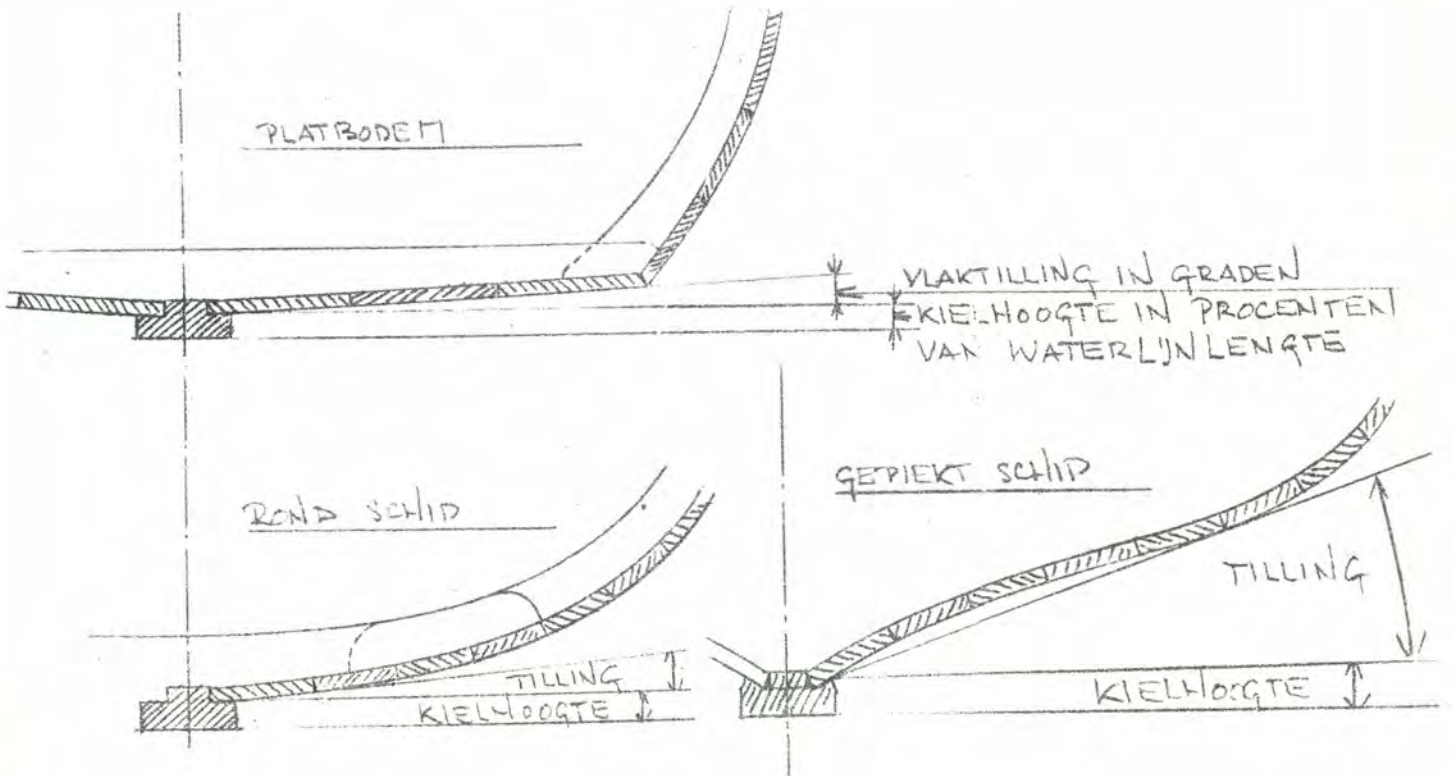 PLATBODEM
VLAKTILLING IN GRADEN
KIELHOOGTE IN PROCENTEN
VAN WATERLIJNLENGTE
ROND SCHIP
GEPIEKT SCHIP
TILLING
KIELHOOGTE
TILLING
KIELHOOGTE